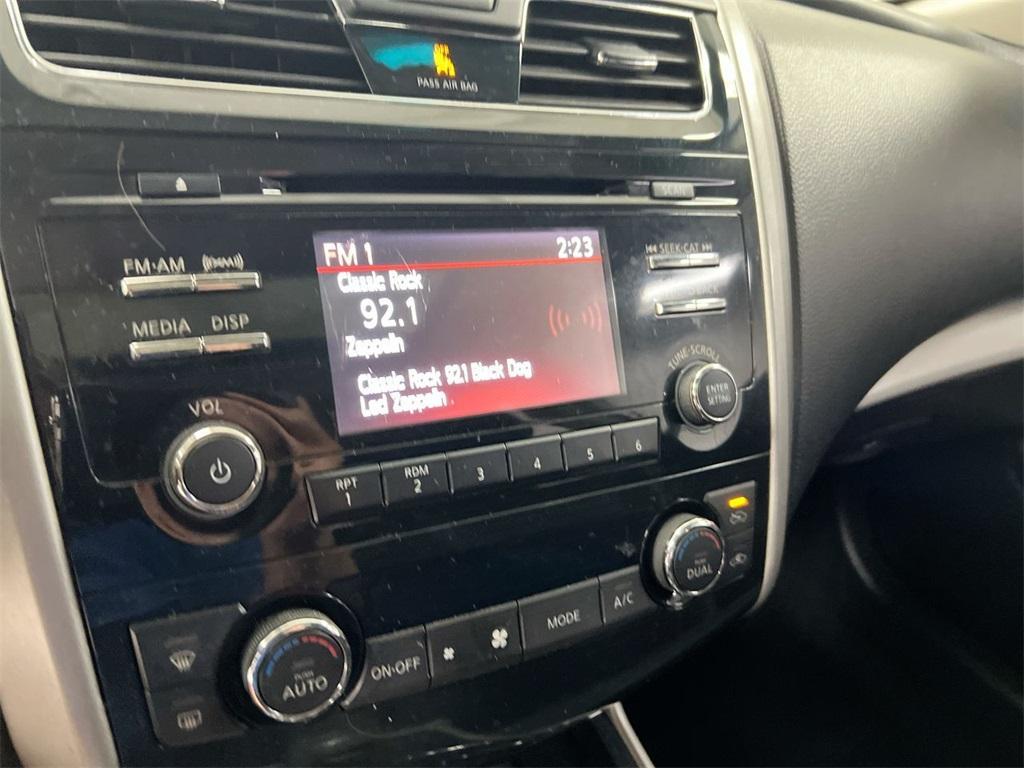 PASS AIR BAG
SCAN
FM·AM
(((XM)))
SEEK·CAT
MEDIA
DISP
FM 1
2:23
Classic Rock
92.1
Zeppelin
Classic Rock 92.1 Black Dog
Led Zeppelin
TUNE·SCROLL
ENTER
SETTING
VOL
RPT
1
RDM
2
3
4
5
6
DUAL
A/C
MODE
ON·OFF
PUSH
AUTO